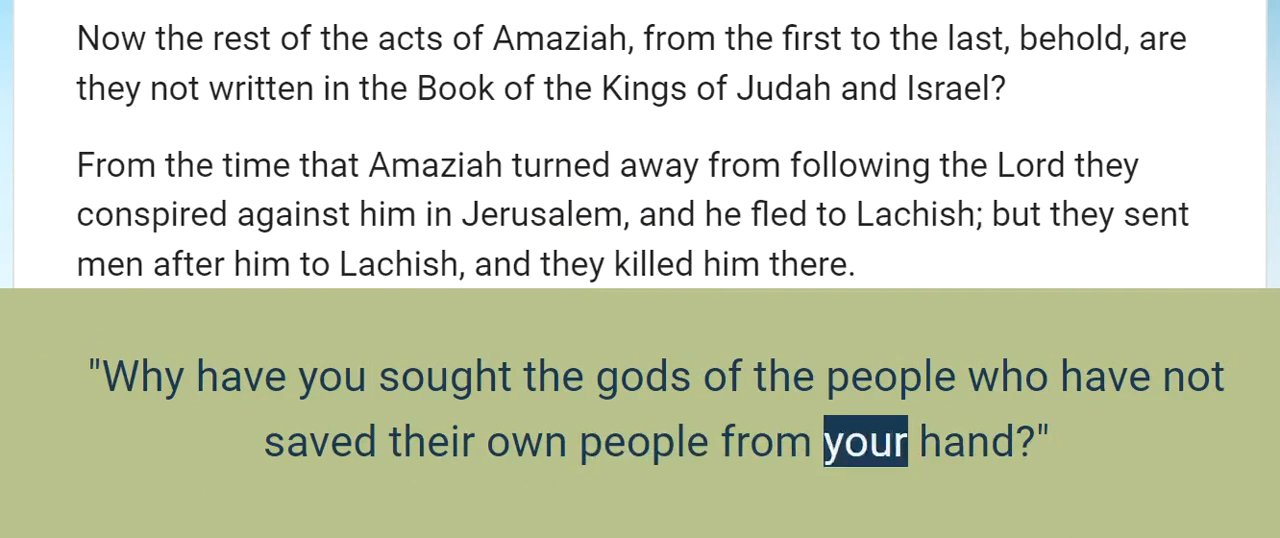 Now the rest of the acts of Amaziah, from the first to the last, behold, are
they not written in the Book of the Kings of Judah and Israel?
From the time that Amaziah turned away from following the Lord they
conspired against him in Jerusalem, and he fled to Lachish; but they sent
men after him to Lachish, and they killed him there.
"Why have you sought the gods of the people who have not
saved their own people from your hand?"